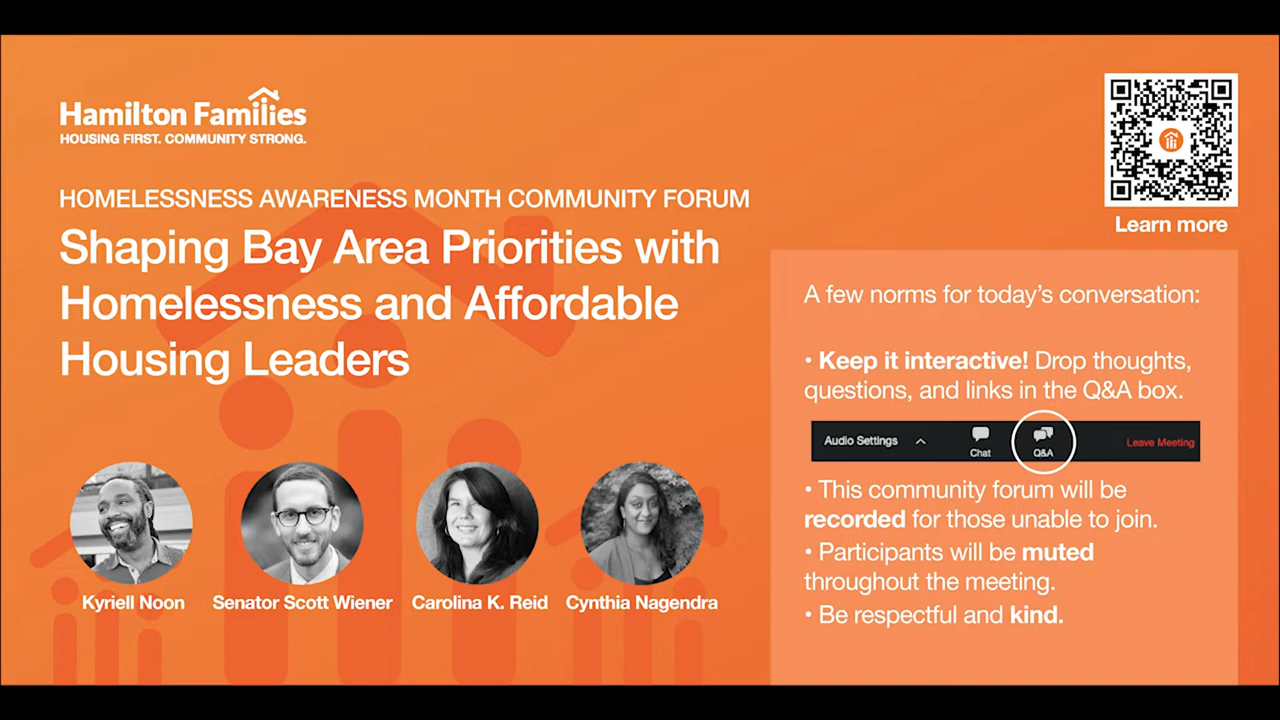 Hamilton Families
HOUSING FIRST. COMMUNITY STRONG.
HOMELESSNESS AWARENESS MONTH COMMUNITY FORUM
Shaping Bay Area Priorities with
Homelessness and Affordable
Housing Leaders
Kyriell Noon
Senator Scott Wiener
Carolina K. Reid
Cynthia Nagendra
Learn more
A few norms for today’s conversation:
• Keep it interactive! Drop thoughts,
questions, and links in the Q&A box.
Audio Settings
Chat
Q&A
Leave Meeting
• This community forum will be
recorded for those unable to join.
• Participants will be muted
throughout the meeting.
• Be respectful and kind.